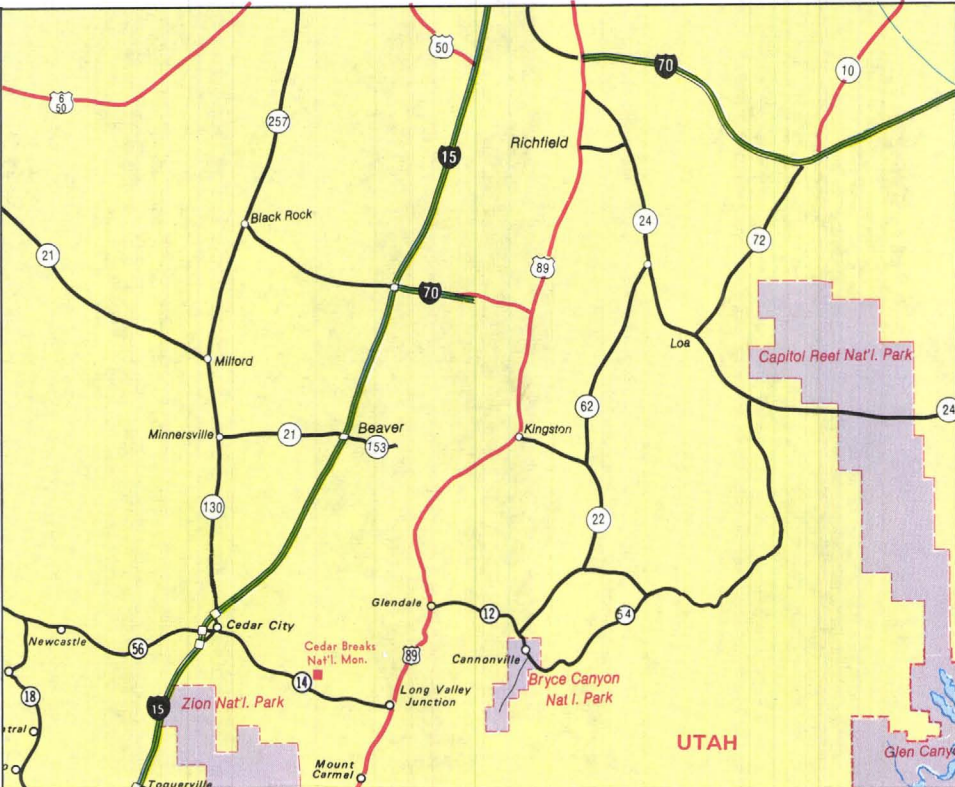 50
6
50
70
10
257
15
Richfield
24
Black Rock
21
72
89
70
Milford
Loa
Capitol Reef Nat'l. Park
62
24
Minnersville
21
Beaver
153
Kingston
130
22
Glendale
12
54
Newcastle
56
Cedar City
Cedar Breaks
Nat'l. Mon.
89
Cannonville
Bryce Canyon
Nat l. Park
14
18
Long Valley
Junction
Zion Nat'l. Park
15
tral
UTAH
Glen Canyo
Mount
Carmel
p
Toquerville